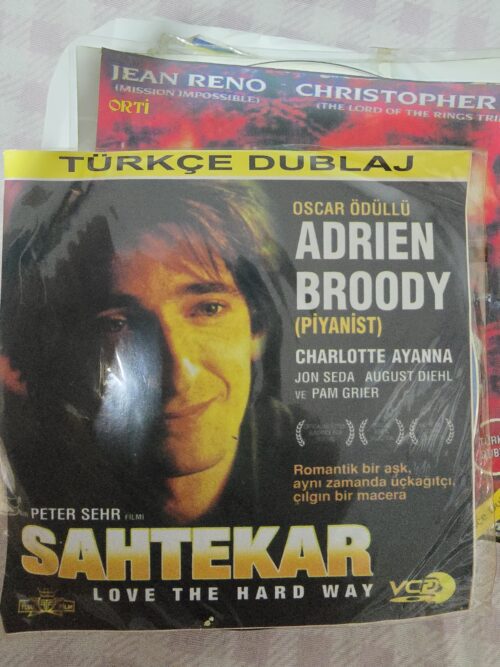 JEAN RENO
(MISSION IMPOSSIBLE)
ORTİ
CHRISTOPHER
(THE LORD OF THE RINGS TRI
TÜRKÇE DUBLAJ
OSCAR ÖDÜLLÜ
ADRIEN
BROODY
(PİYANİST)
CHARLOTTE AYANNA
JON SEDA AUGUST DIEHL
VE PAM GRIER
Romantik bir aşk,
aynı zamanda üçkağıtçı,
çılgın bir macera
PETER SEHR FİLMİ
SAHTEKAR
LOVE THE HARD WAY
VCD